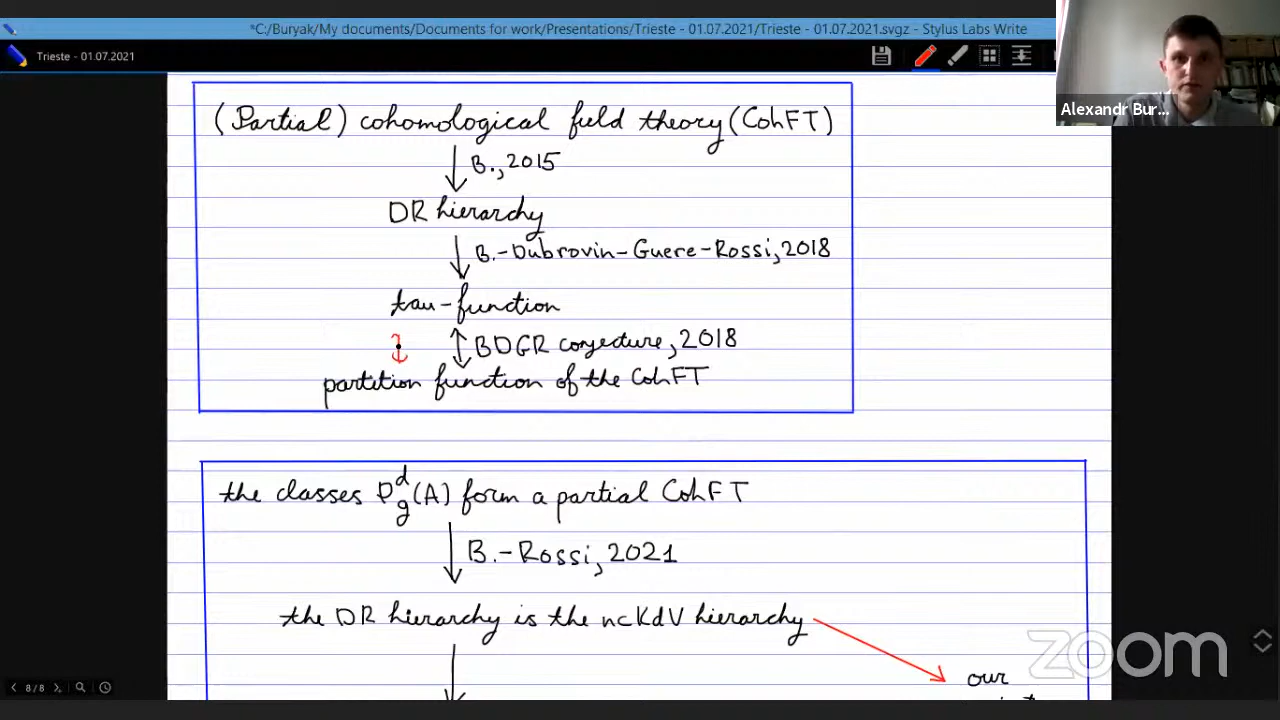 *C:/Buryak/My documents/Documents for work/Presentations/Trieste - 01.07.2021/Trieste - 01.07.2021.svgz - Stylus Labs Write
Trieste - 01.07.2021
Alexandr Bur...
(Partial) cohomological field theory (CohFT)
B., 2015
DR hierarchy
B.-Dubrovin-Guere-Rossi, 2018
tau-function
BDGR conjecture, 2018
partition function of the CohFT
the classes P_g^d(A) form a partial CohFT
B.-Rossi, 2021
the DR hierarchy is the ncKdV hierarchy
our
zoom
8/8